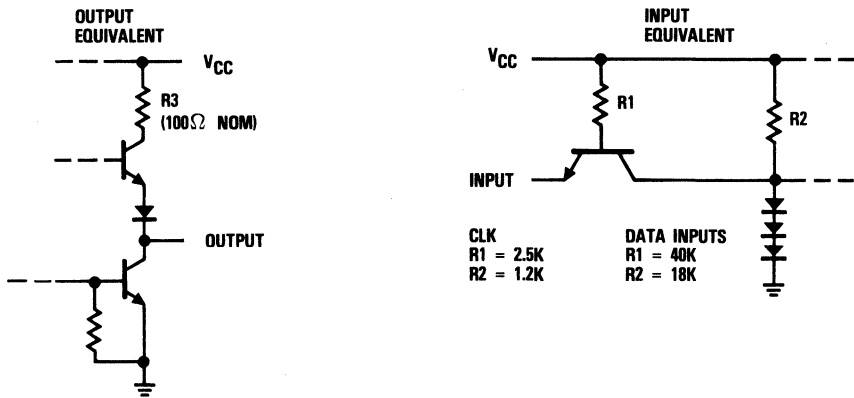 OUTPUT
EQUIVALENT
VCC
R3
(100Ω NOM)
OUTPUT
INPUT
EQUIVALENT
VCC
R1
R2
INPUT
CLK
R1 = 2.5K
R2 = 1.2K
DATA INPUTS
R1 = 40K
R2 = 18K